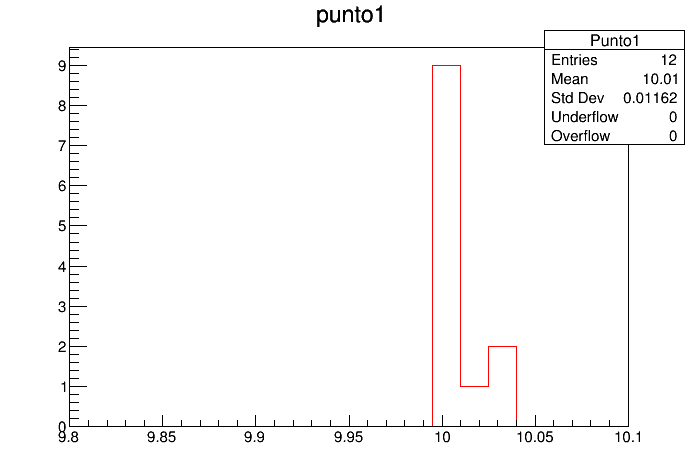 punto1
Punto1
Entries 12
Mean 10.01
Std Dev 0.01162
Underflow 0
Overflow 0
9
8
7
6
5
4
3
2
1
0
9.8 9.85 9.9 9.95 10 10.05 10.1